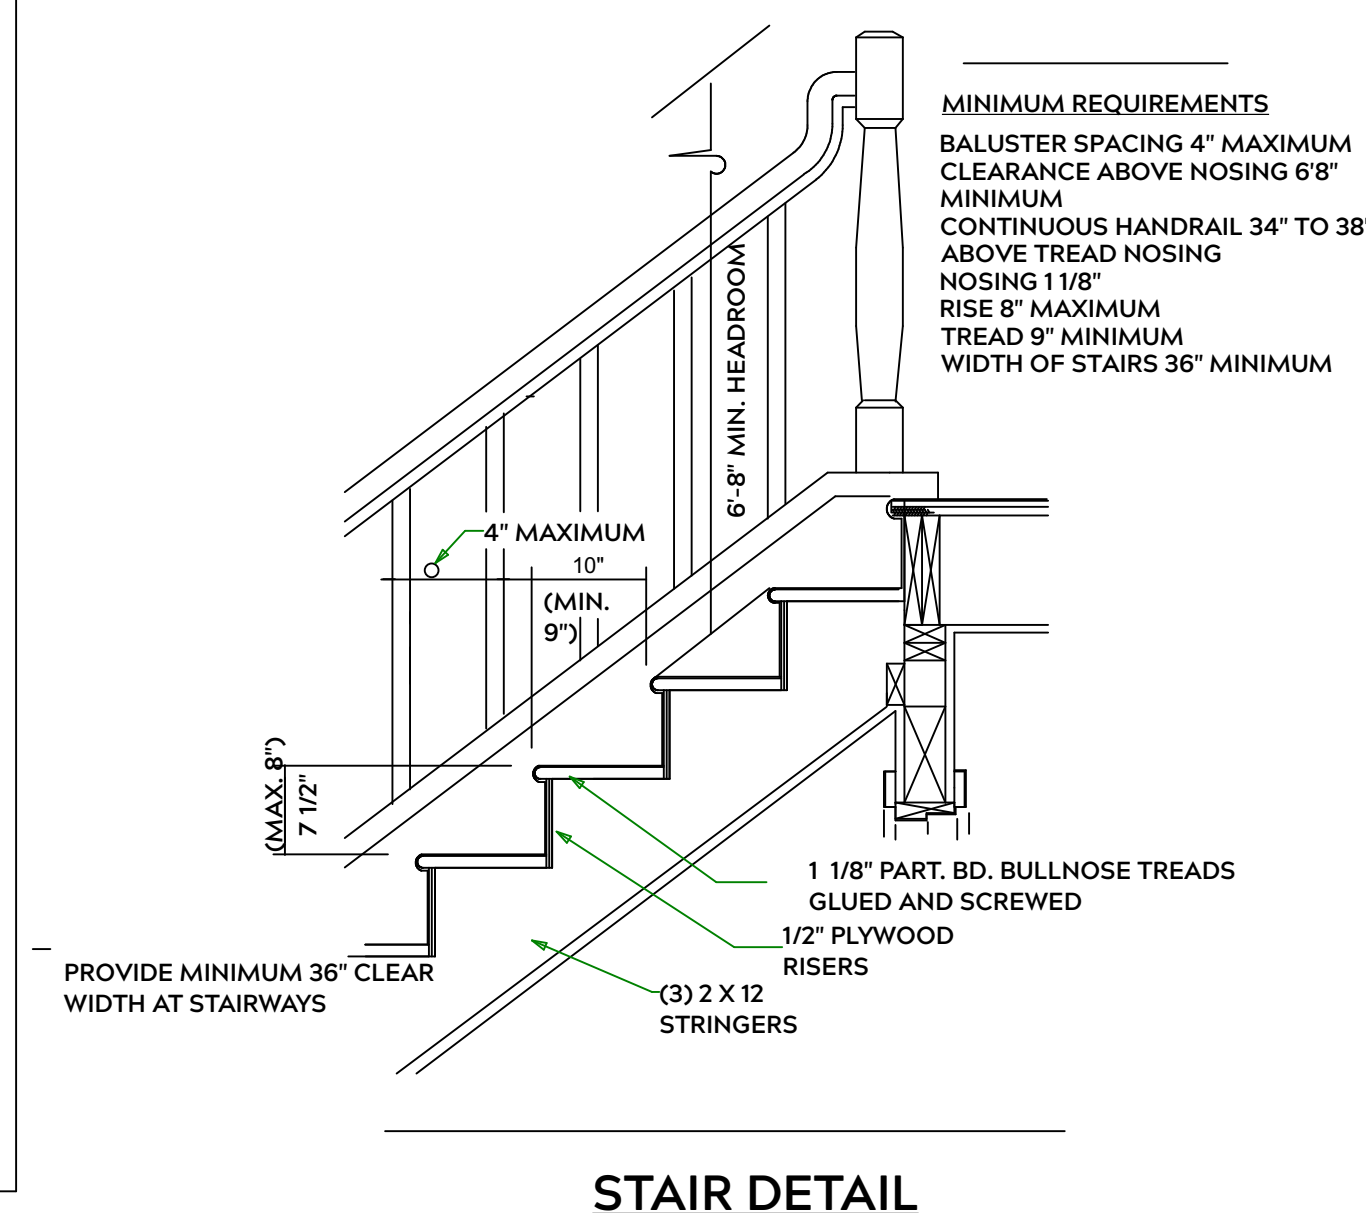 MINIMUM REQUIREMENTS
BALUSTER SPACING 4" MAXIMUM
CLEARANCE ABOVE NOSING 6'8"
MINIMUM
CONTINUOUS HANDRAIL 34" TO 38"
ABOVE TREAD NOSING
NOSING 1 1/8"
RISE 8" MAXIMUM
TREAD 9" MINIMUM
WIDTH OF STAIRS 36" MINIMUM
6'-8" MIN. HEADROOM
4" MAXIMUM
10"
(MIN.
9")
(MAX. 8")
7 1/2"
1 1/8" PART. BD. BULLNOSE TREADS
GLUED AND SCREWED
1/2" PLYWOOD
RISERS
PROVIDE MINIMUM 36" CLEAR
WIDTH AT STAIRWAYS
(3) 2 X 12
STRINGERS
STAIR DETAIL